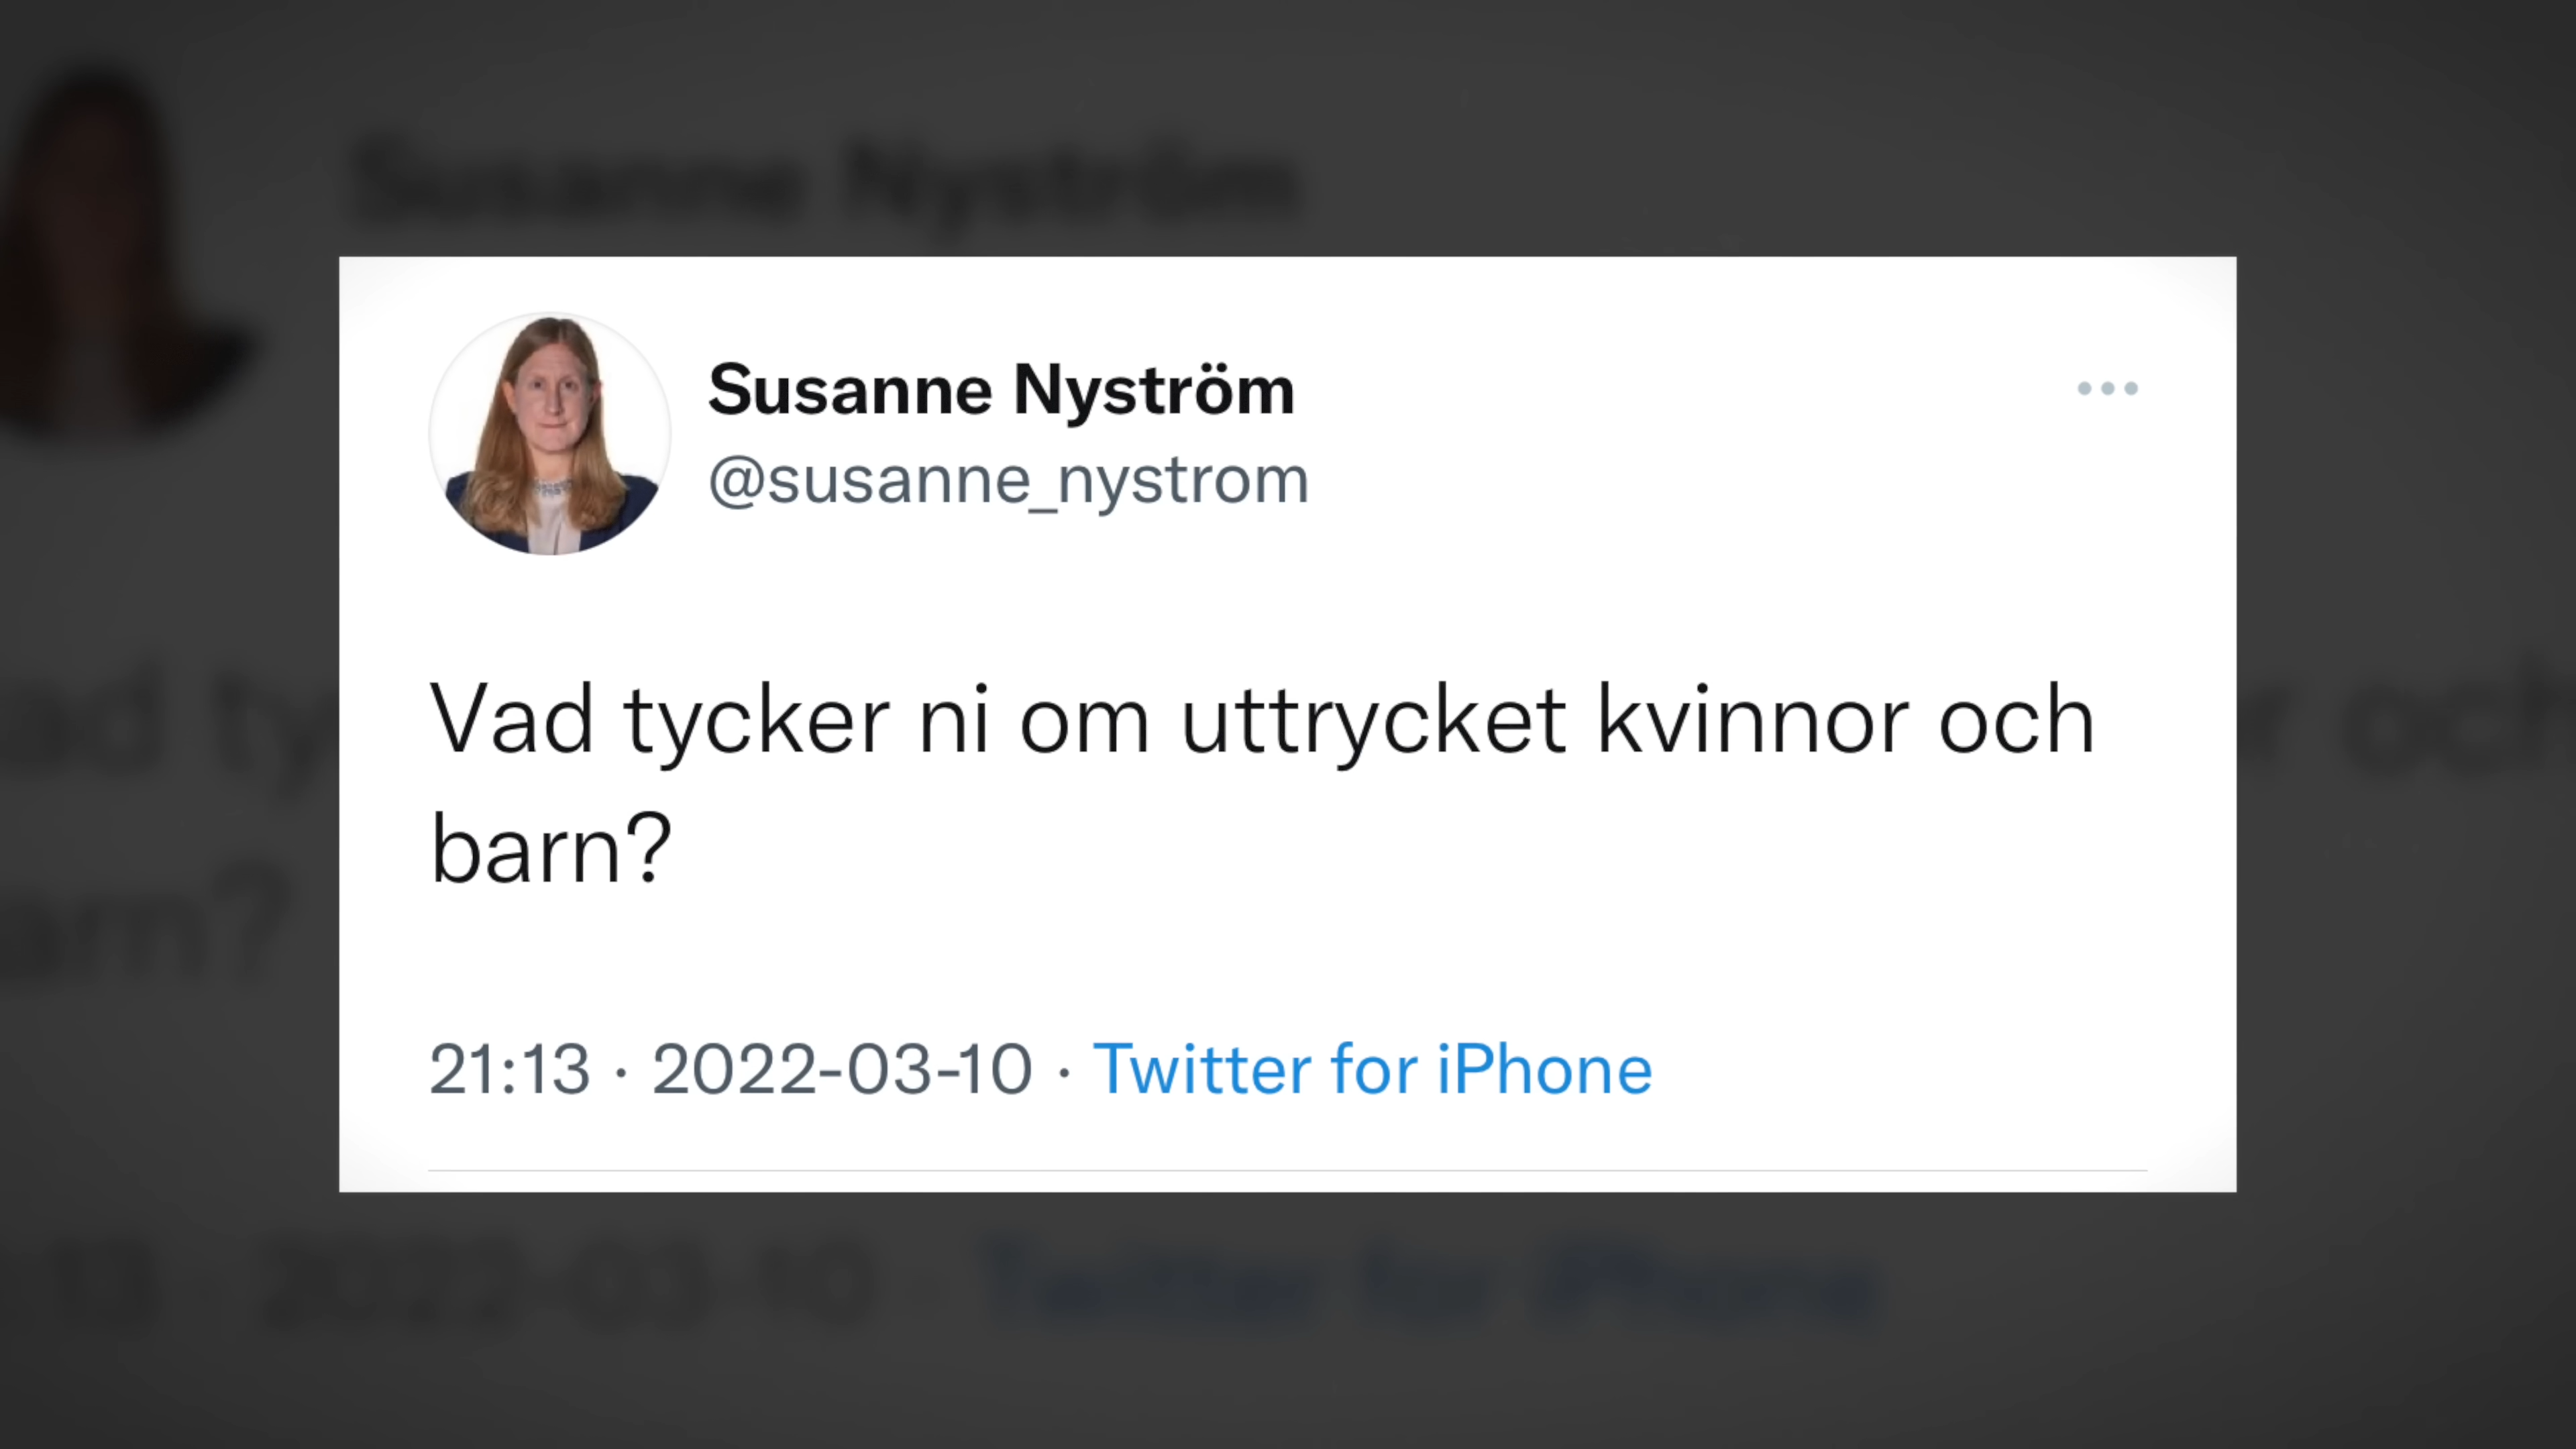 Susanne Nyström
@susanne_nystrom
Vad tycker ni om uttrycket kvinnor och
barn?
21:13 · 2022-03-10 · Twitter for iPhone